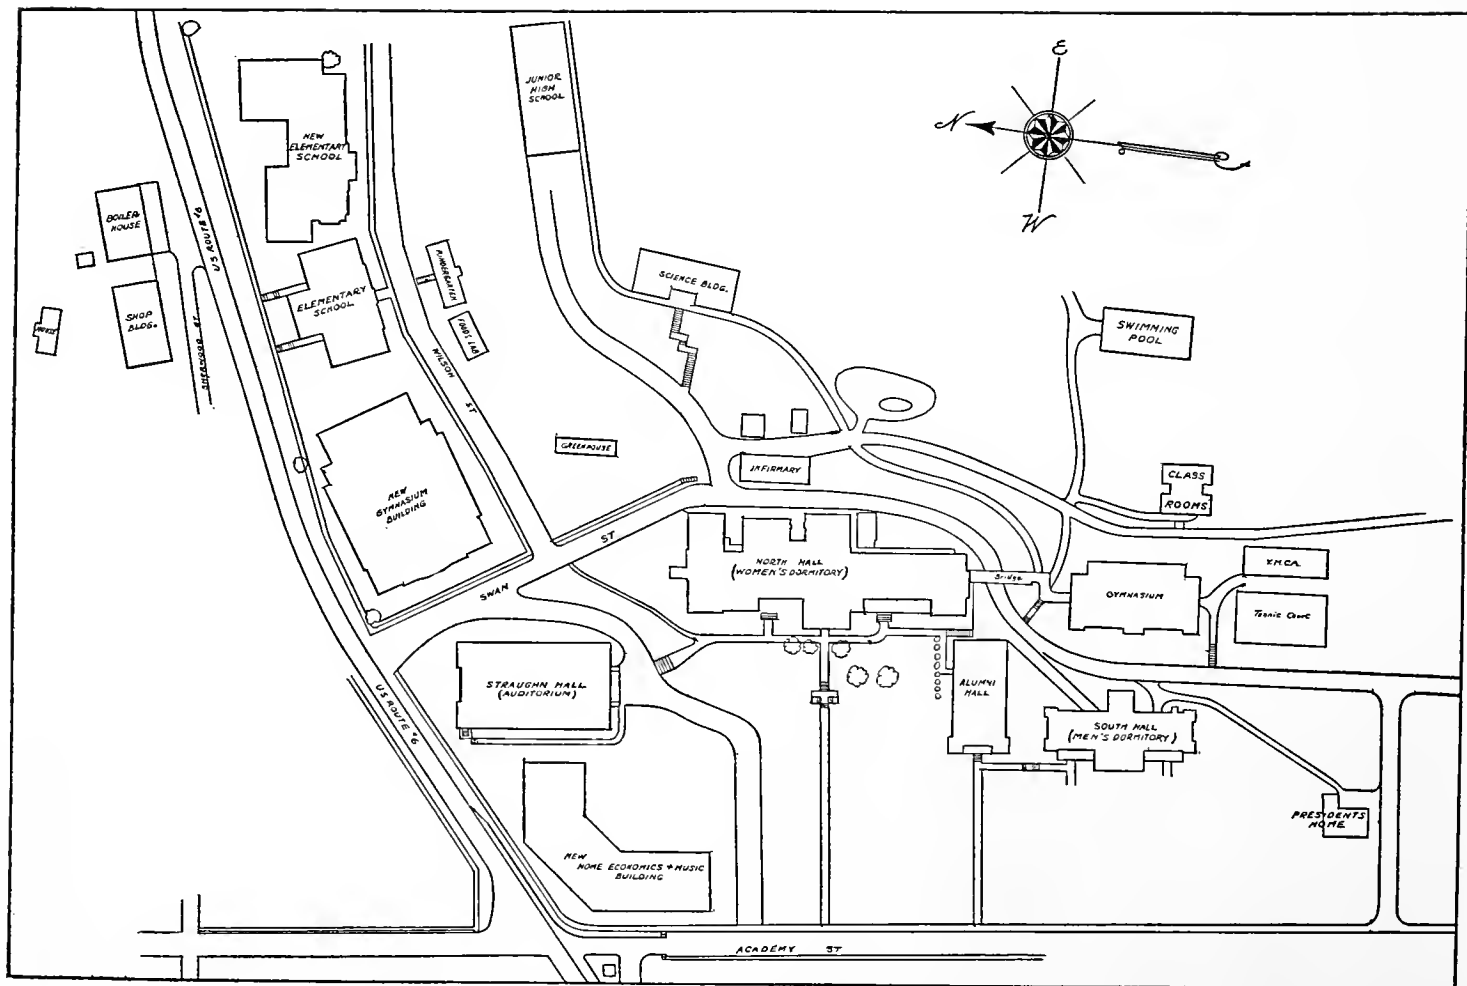 JUNIOR
HIGH
SCHOOL
E
N
W
NEW
ELEMENTARY
SCHOOL
BOILER
HOUSE
US ROUTE #6
SHOP
BLDG.
HOUSE
SHERWOOD ST.
ELEMENTARY
SCHOOL
KINDERGARTEN
FOODS LAB
WILSON ST
SCIENCE BLDG.
SWIMMING
POOL
GREENHOUSE
INFIRMARY
CLASS
ROOMS
NEW
GYMNASIUM
BUILDING
SWAN ST
NORTH HALL
(WOMEN'S DORMITORY)
Bridge
GYMNASIUM
Y.M.C.A.
Tennis Court
STRAUGHN HALL
(AUDITORIUM)
ALUMNI
HALL
SOUTH HALL
(MEN'S DORMITORY)
US ROUTE #6
PRESIDENTS
HOME
NEW
HOME ECONOMICS + MUSIC
BUILDING
ACADEMY ST